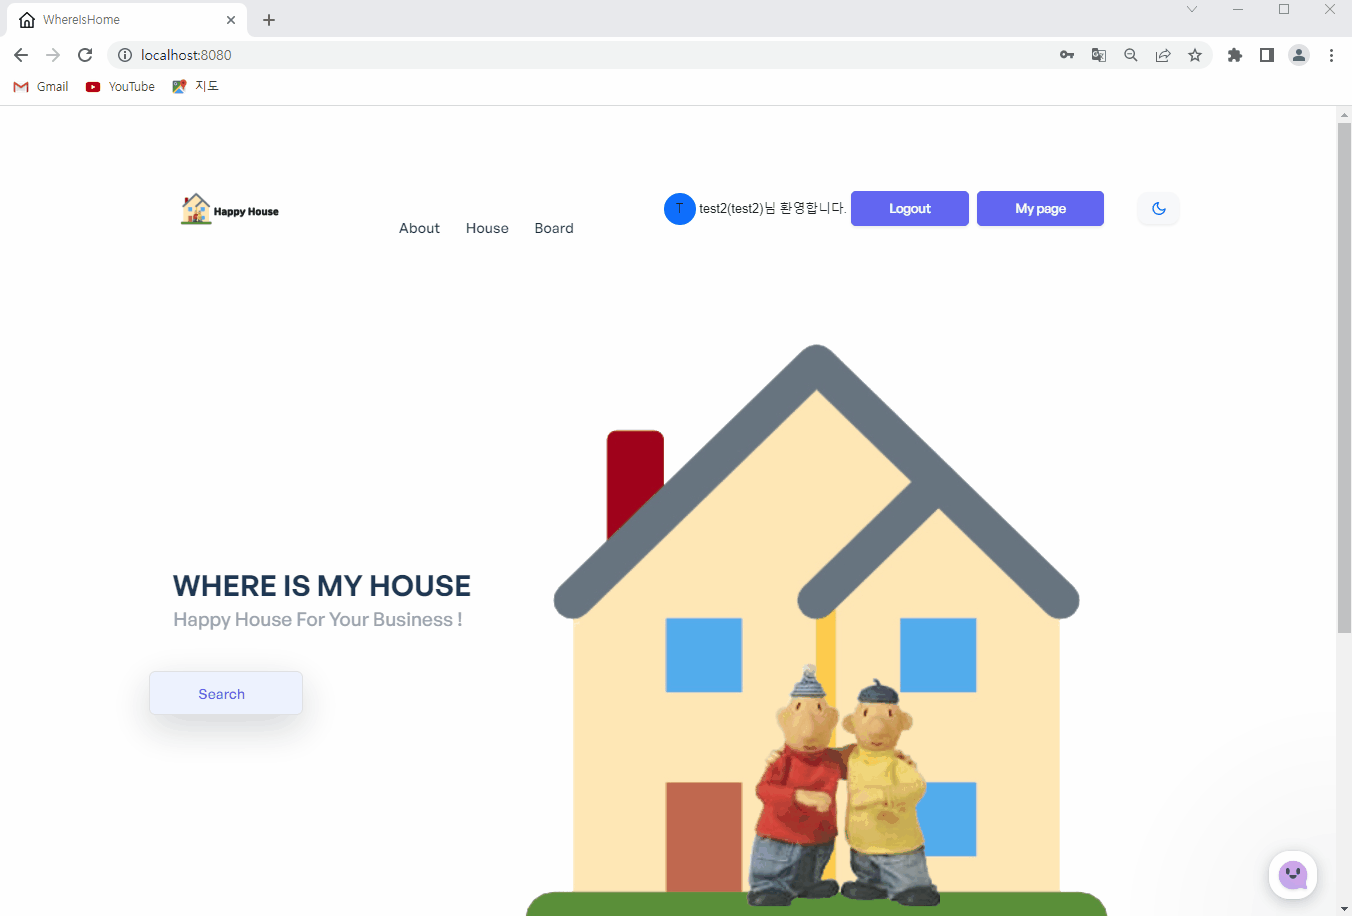 WhereIsHome
localhost:8080
Gmail YouTube 지도
Happy House
About House Board
T test2(test2)님 환영합니다. Logout My page
WHERE IS MY HOUSE
Happy House For Your Business !
Search